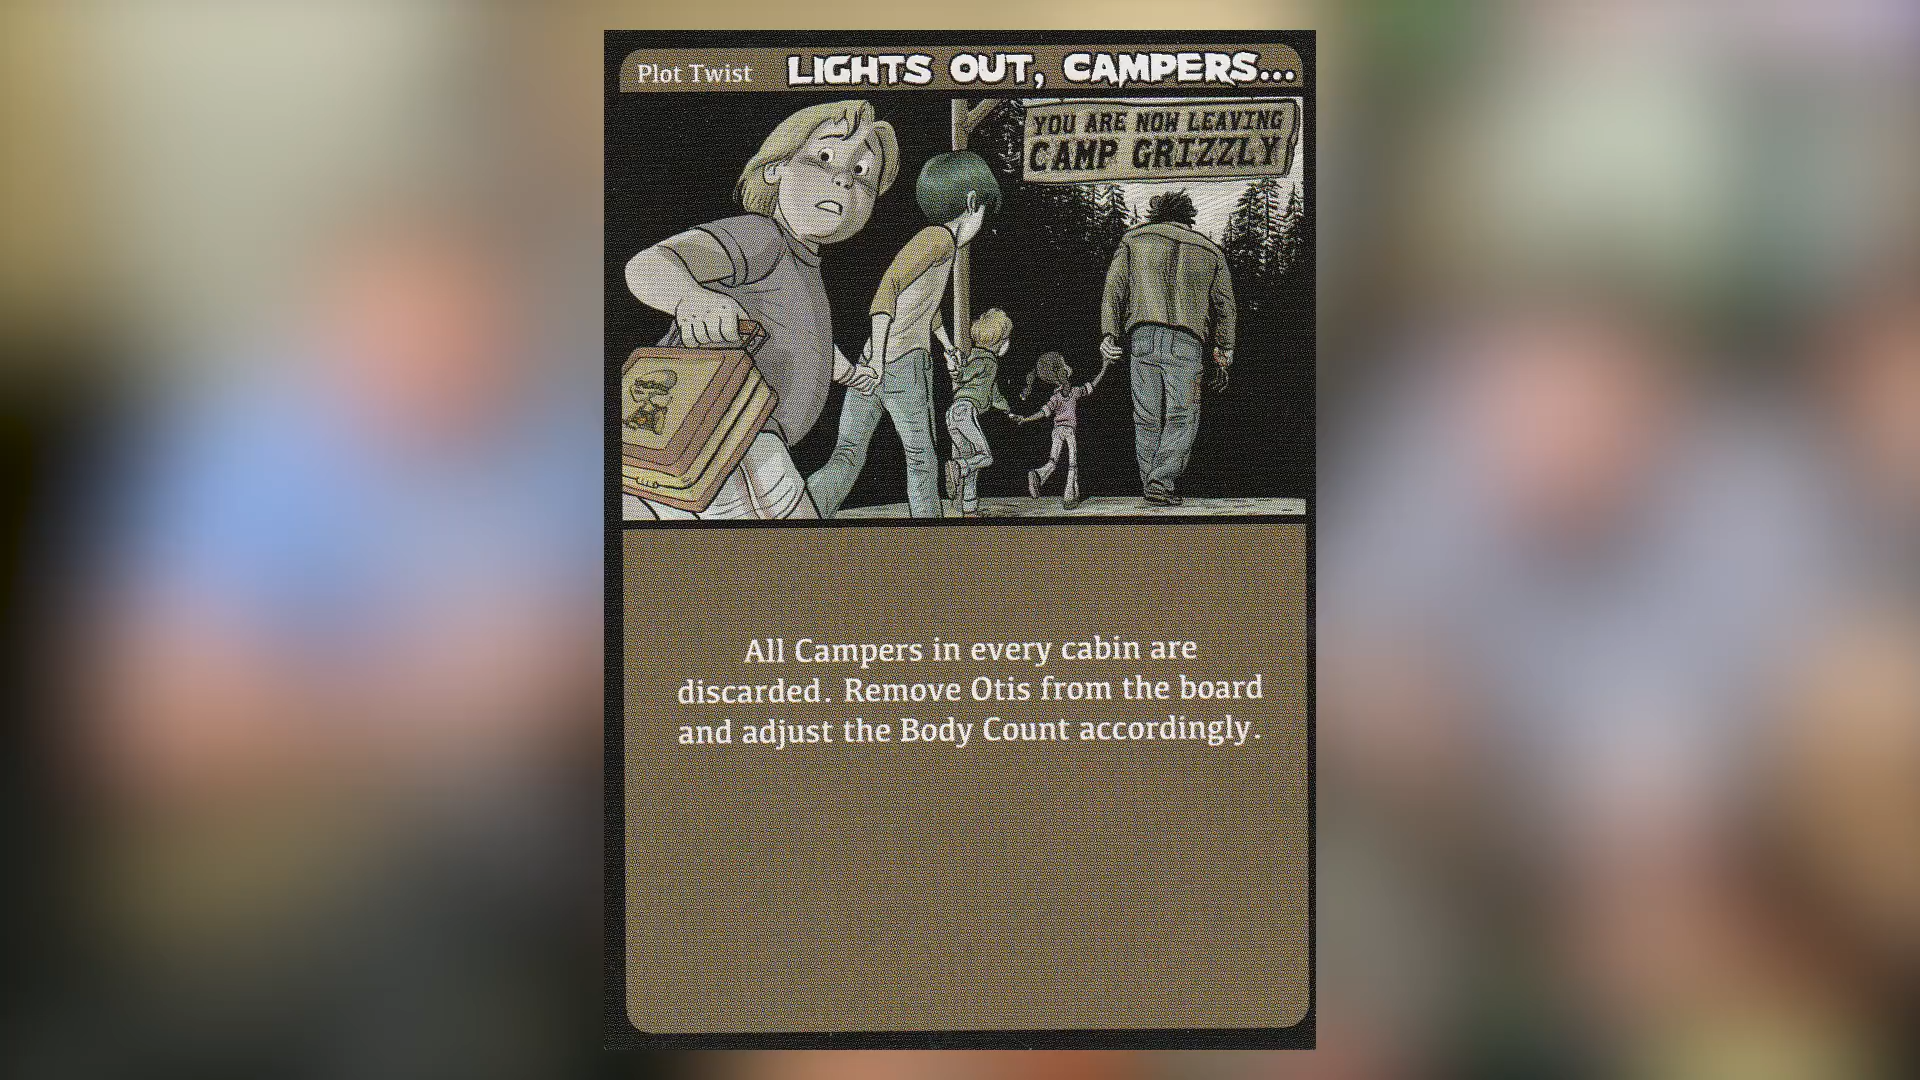 Plot Twist LIGHTS OUT, CAMPERS...
YOU ARE NOW LEAVING
CAMP GRIZZLY
All Campers in every cabin are
discarded. Remove Otis from the board
and adjust the Body Count accordingly.